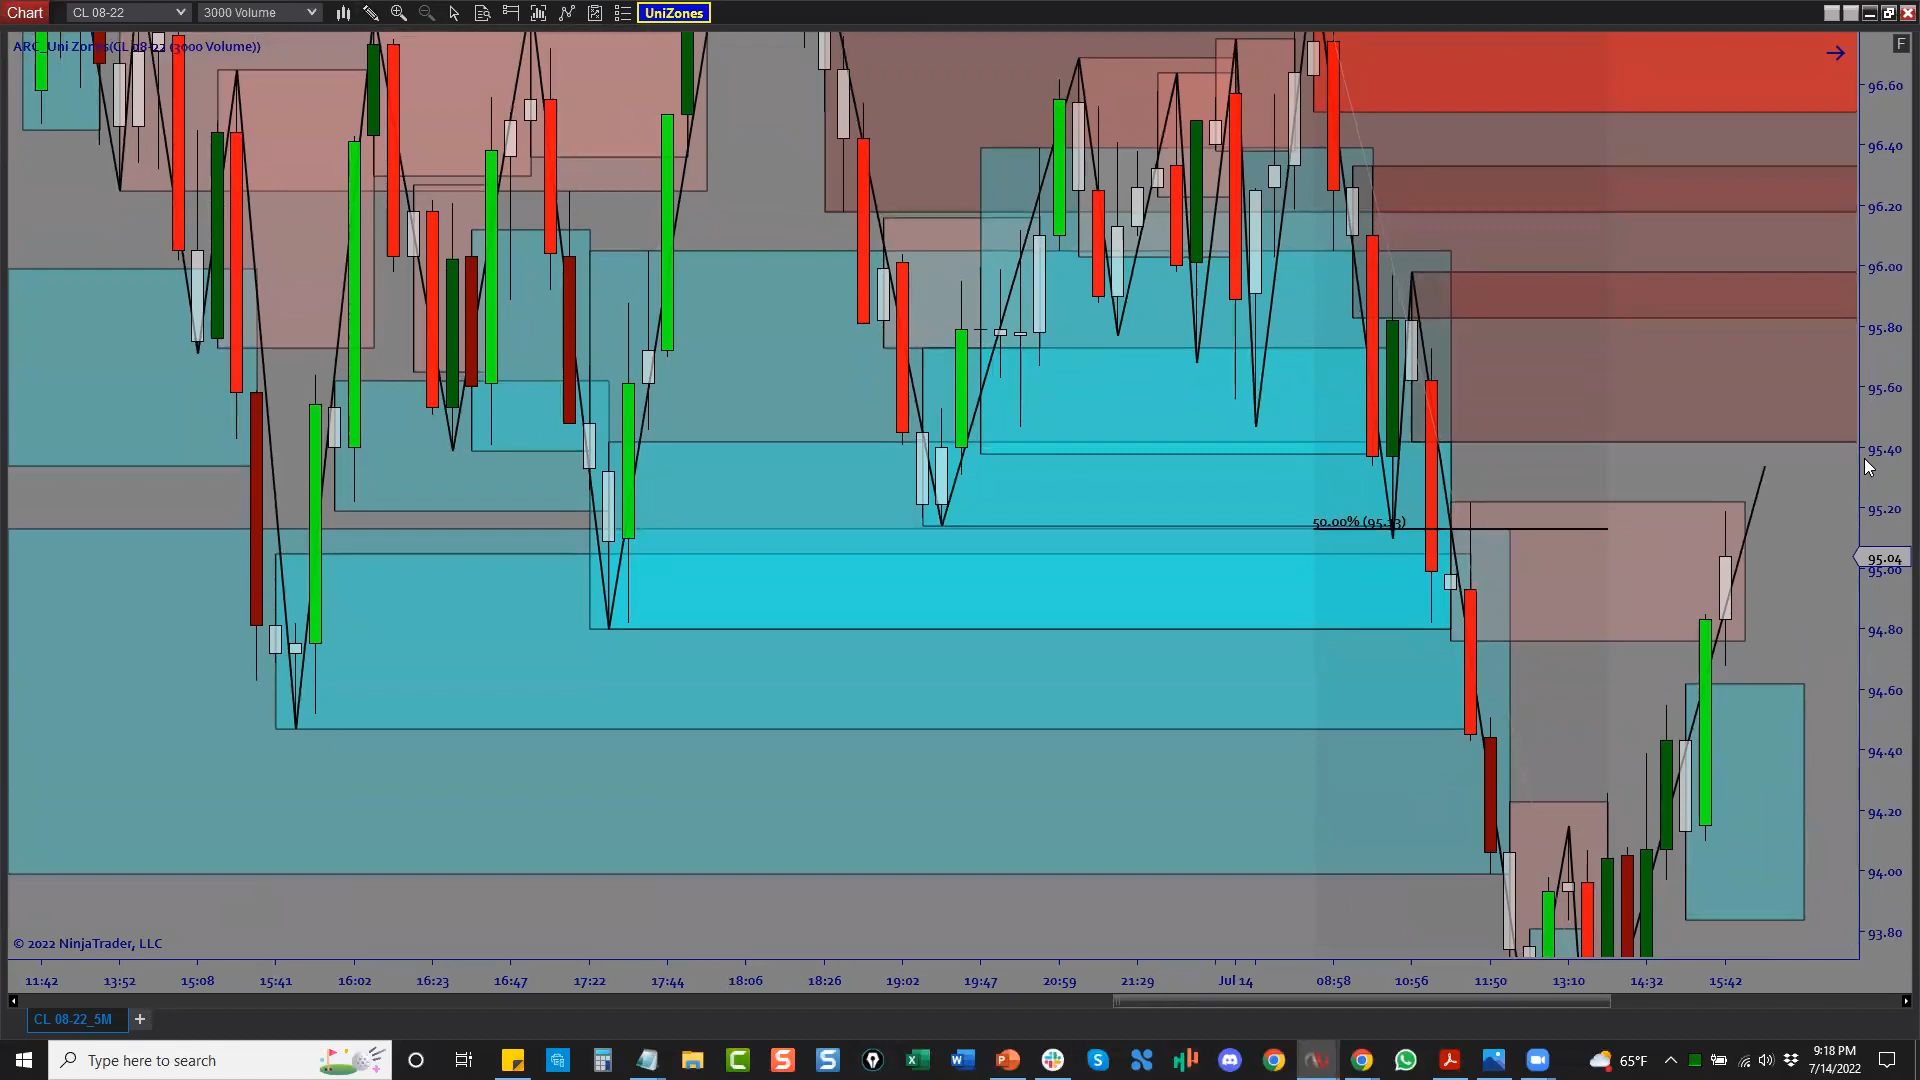 Chart
CL 08-22
3000 Volume
UniZones
ARC_Uni Zones(CL 08-22 (3000 Volume))
F
96.60
96.40
96.20
96.00
95.80
95.60
95.40
95.20
95.04
95.00
94.80
94.60
94.40
94.20
94.00
93.80
50.00% (95.13)
© 2022 NinjaTrader, LLC
11:42 13:52 15:08 15:41 16:02 16:23 16:47 17:22 17:44 18:06 18:26 19:02 19:47 20:59 21:29 Jul 14 08:58 10:56 11:50 13:10 14:32 15:42
CL 08-22_5M
+
Type here to search
65°F
9:18 PM
7/14/2022